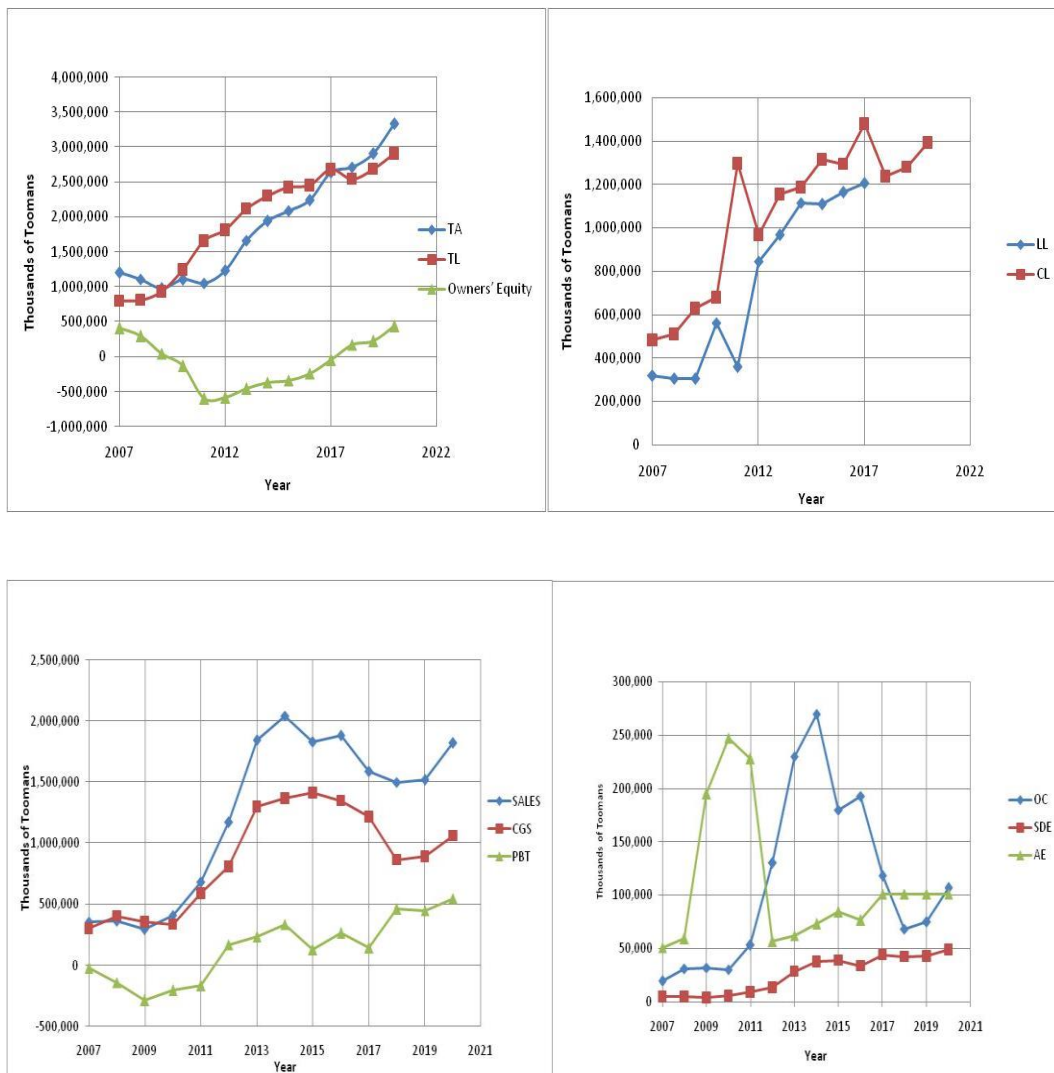 4,000,000
3,500,000
3,000,000
2,500,000
2,000,000
1,500,000
1,000,000
500,000
0
-500,000
-1,000,000
Thousands of Toomans
2007 2012 2017 2022
Year
TA
TL
Owners' Equity
1,600,000
1,400,000
1,200,000
1,000,000
800,000
600,000
400,000
200,000
0
Thousands of Toomans
2007 2012 2017 2022
Year
LL
CL
2,500,000
2,000,000
1,500,000
1,000,000
500,000
0
-500,000
Thousands of Toomans
2007 2009 2011 2013 2015 2017 2019 2021
Year
SALES
CGS
PBT
300,000
250,000
200,000
150,000
100,000
50,000
0
Thousands of Toomans
2007 2009 2011 2013 2015 2017 2019 2021
Year
OC
SDE
AE